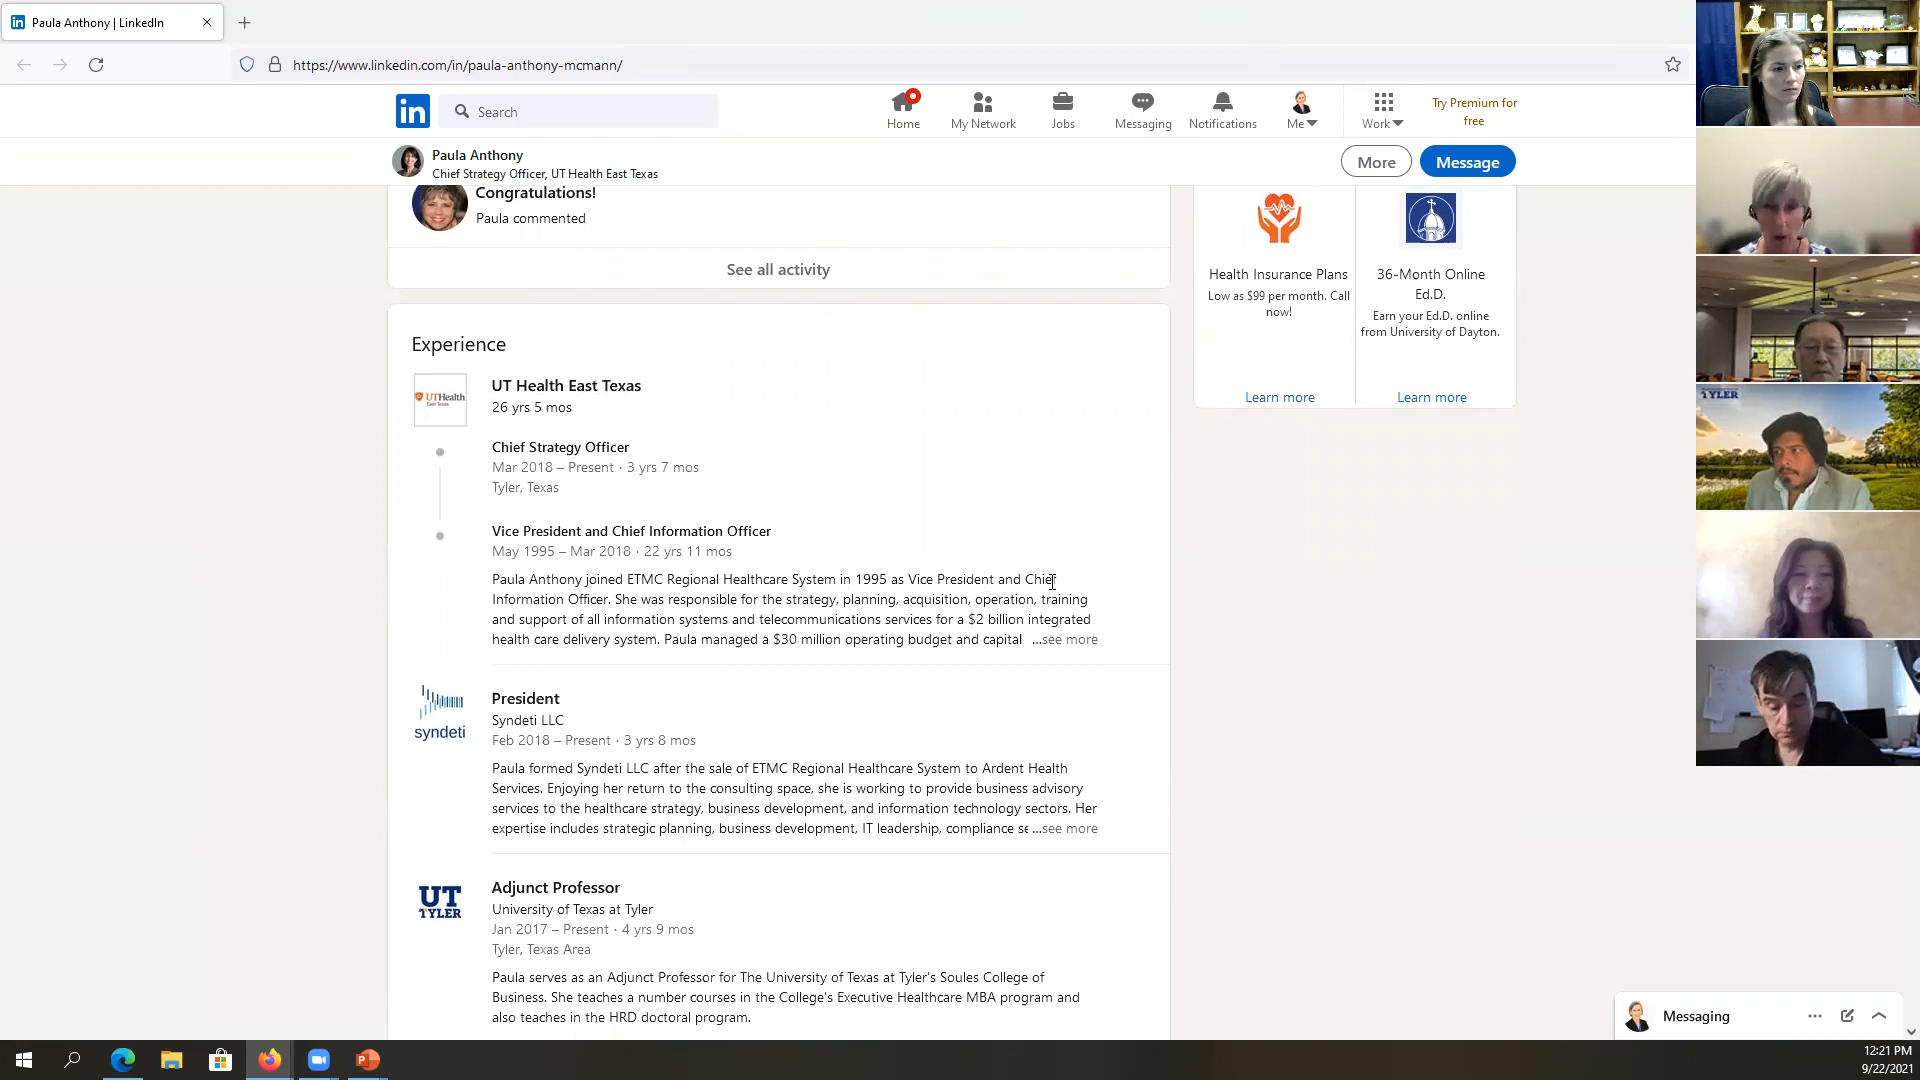 Paula Anthony | LinkedIn
https://www.linkedin.com/in/paula-anthony-mcmann/
in
Search
Home
My Network
Jobs
Messaging
Notifications
Me
Work
Try Premium for
free
Paula Anthony
Chief Strategy Officer, UT Health East Texas
More
Message
Congratulations!
Paula commented
See all activity
Health Insurance Plans
Low as $99 per month. Call
now!
Learn more
36-Month Online
Ed.D.
Earn your Ed.D. online
from University of Dayton.
Learn more
Experience
UTHealth
East Texas
UT Health East Texas
26 yrs 5 mos
Chief Strategy Officer
Mar 2018 – Present · 3 yrs 7 mos
Tyler, Texas
Vice President and Chief Information Officer
May 1995 – Mar 2018 · 22 yrs 11 mos
Paula Anthony joined ETMC Regional Healthcare System in 1995 as Vice President and Chief
Information Officer. She was responsible for the strategy, planning, acquisition, operation, training
and support of all information systems and telecommunications services for a $2 billion integrated
health care delivery system. Paula managed a $30 million operating budget and capital ...see more
syndeti
President
Syndeti LLC
Feb 2018 – Present · 3 yrs 8 mos
Paula formed Syndeti LLC after the sale of ETMC Regional Healthcare System to Ardent Health
Services. Enjoying her return to the consulting space, she is working to provide business advisory
services to the healthcare strategy, business development, and information technology sectors. Her
expertise includes strategic planning, business development, IT leadership, compliance se ...see more
UT
TYLER
Adjunct Professor
University of Texas at Tyler
Jan 2017 – Present · 4 yrs 9 mos
Tyler, Texas Area
Paula serves as an Adjunct Professor for The University of Texas at Tyler's Soules College of
Business. She teaches a number courses in the College's Executive Healthcare MBA program and
also teaches in the HRD doctoral program.
TYLER
Messaging
12:21 PM
9/22/2021